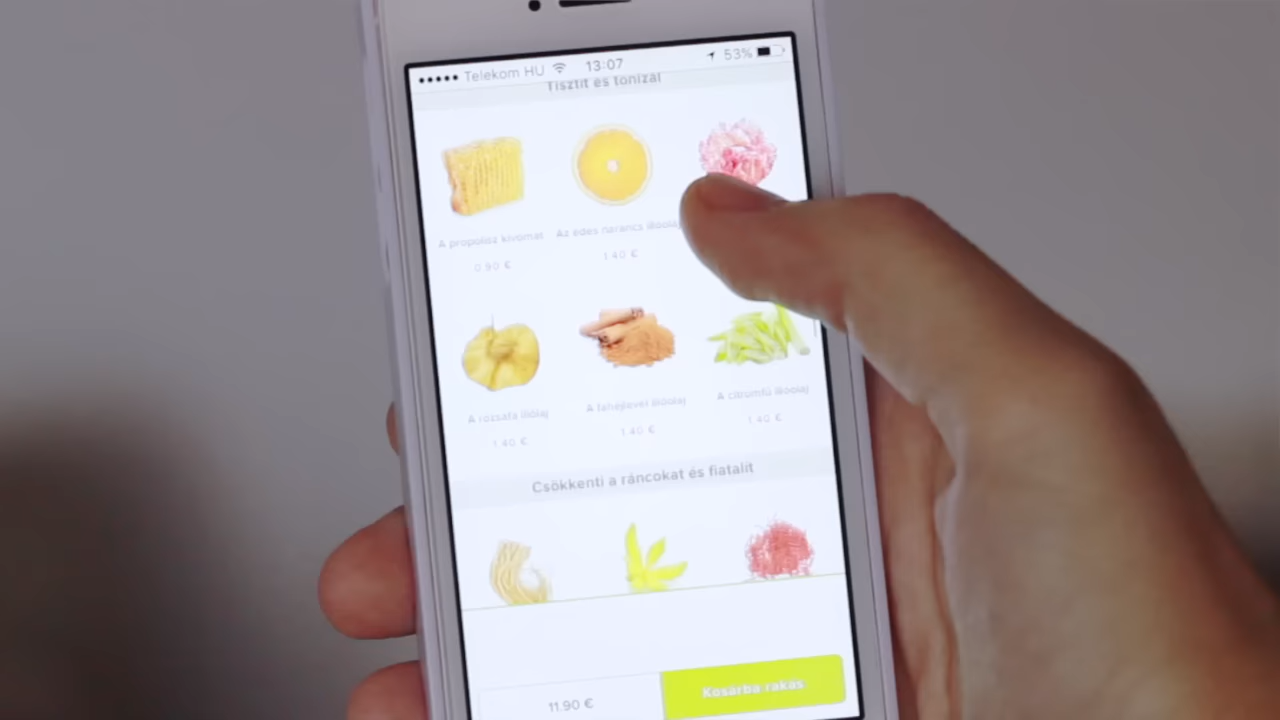 Telekom HU 13:07 53%
Tisztít és tonizál
A propolisz kivonat
Az édes narancs illóolaj
0.90 €
1.40 €
A rózsafa illóolaj
A fahéjlevél illóolaj
A citromfű illóolaj
1.40 €
1.40 €
1.40 €
Csökkenti a ráncokat és fiatalít
11.90 €
Kosárba rakás